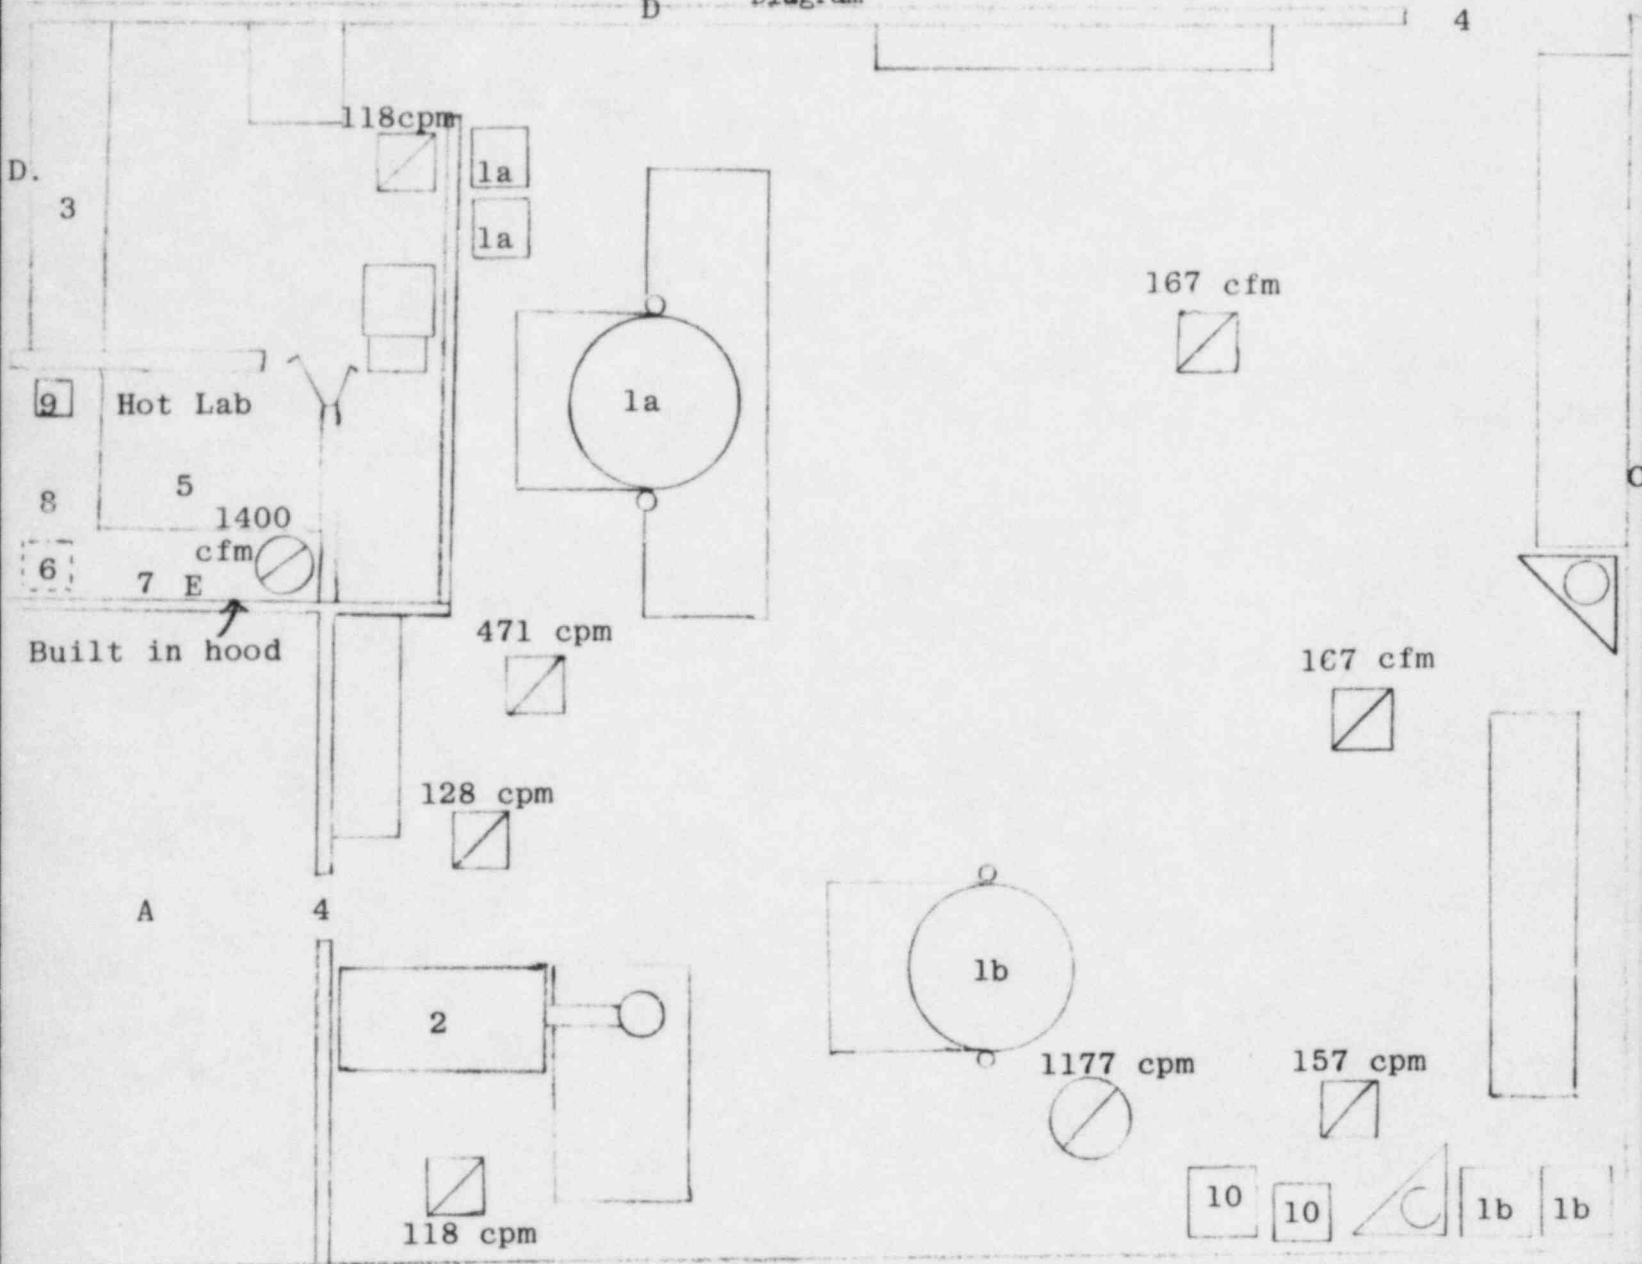 D
Diagram
4
118cpm
1a
D.
3
1a
167 cfm
9
Hot Lab
1a
C
8
5
1400
cfm
6
7 E
Built in hood
471 cpm
167 cfm
128 cpm
A
4
1b
2
1177 cpm
157 cpm
118 cpm
10
10
1b
1b